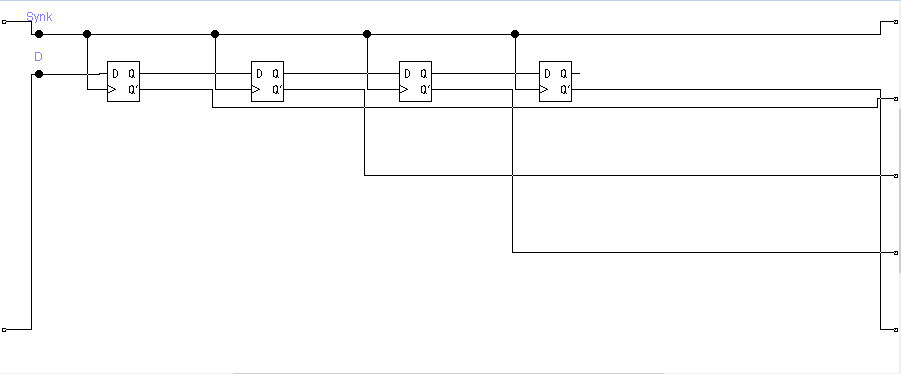 Synk
D
D Q D Q D Q D Q
Q' Q' Q' Q'